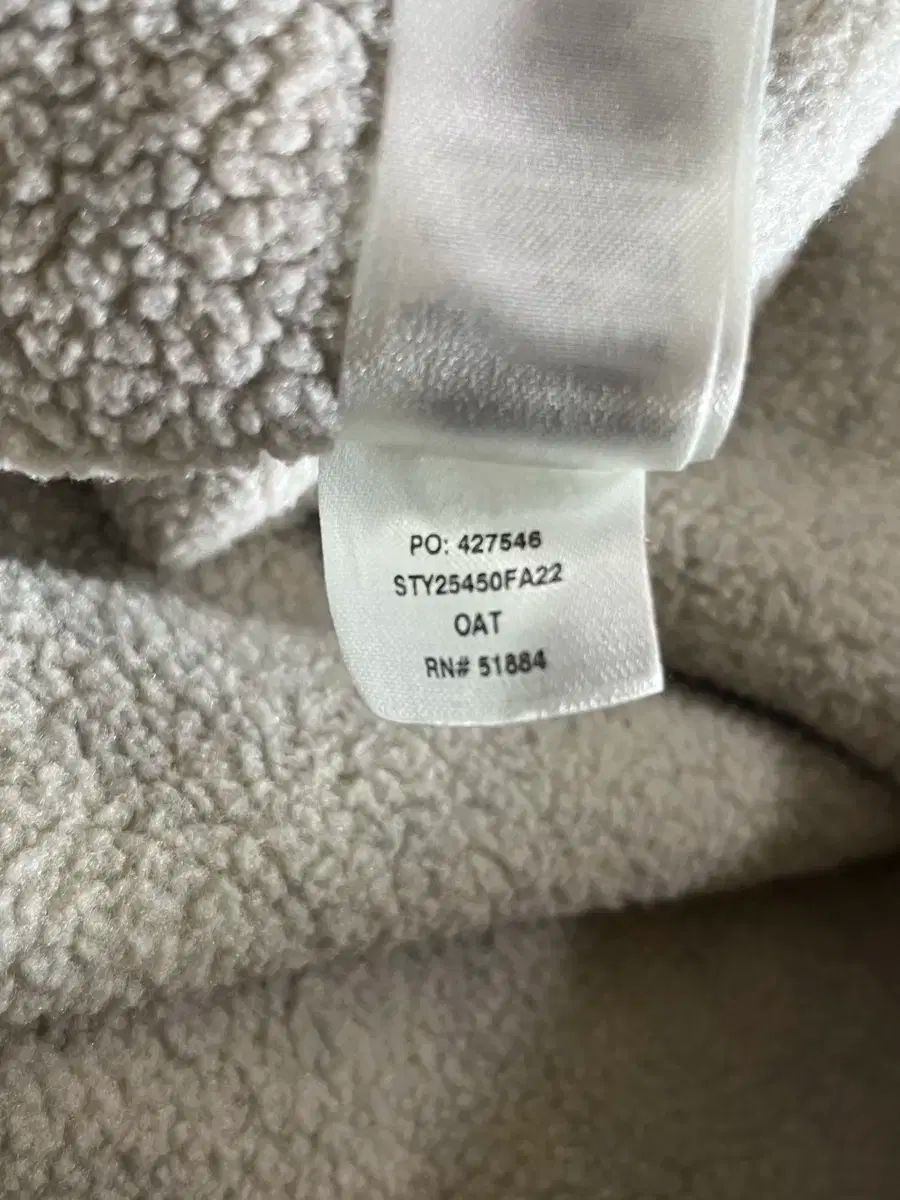 PO: 427546
STY25450FA22
OAT
RN# 51884